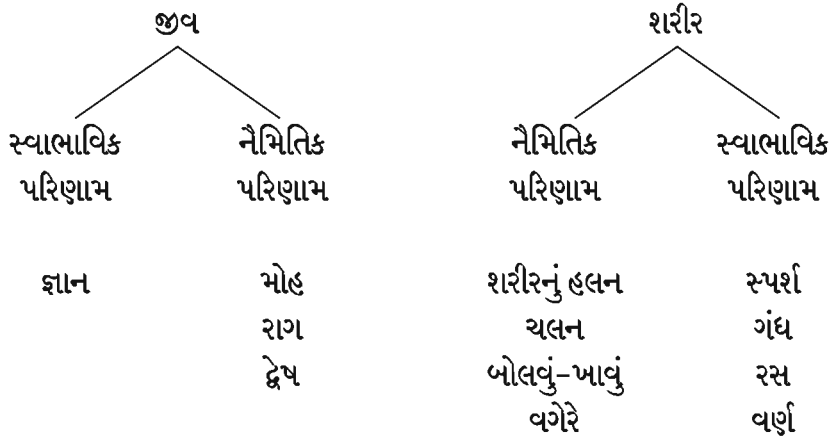 જીવ શરીર
સ્વાભાવિક નૈમિતિક નૈમિતિક સ્વાભાવિક
પરિણામ પરિણામ પરિણામ પરિણામ
જ્ઞાન મોહ શરીરનું હલન સ્પર્શ
રાગ ચલન ગંધ
દ્વેષ બોલવું-ખાવું રસ
વગેરે વર્ણ